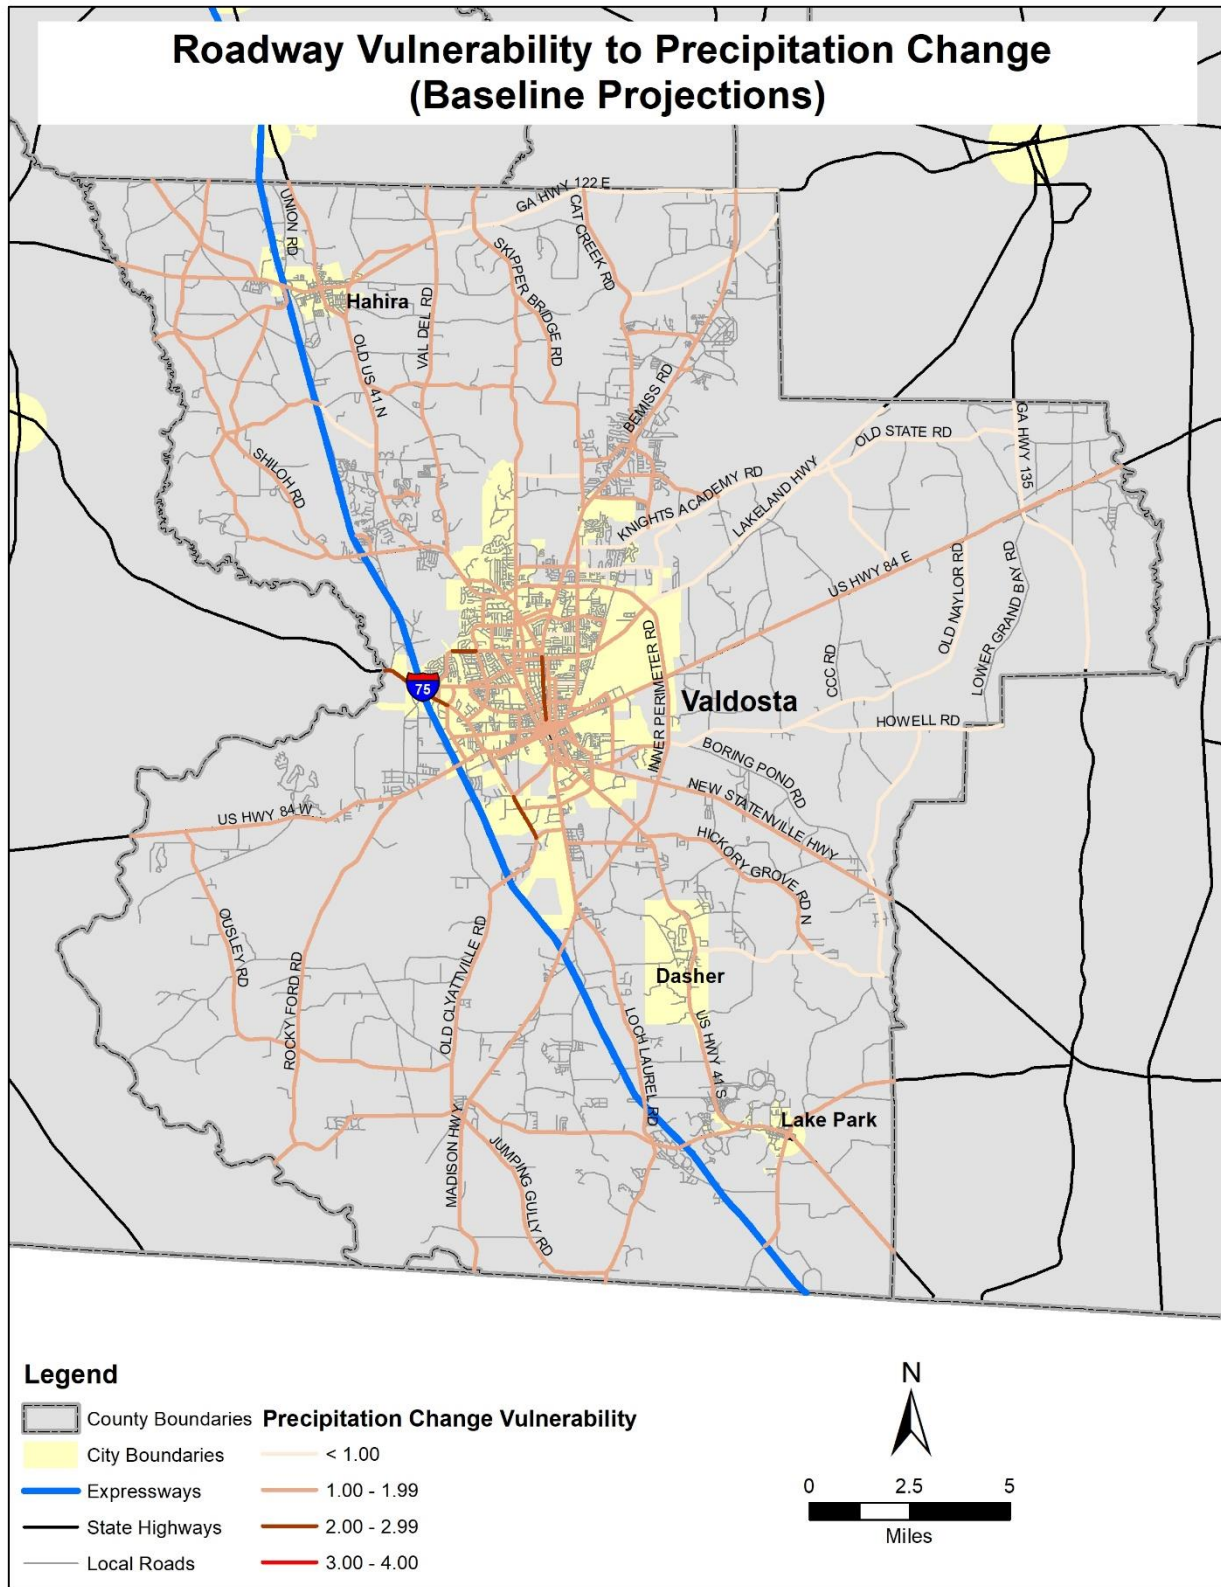 Roadway Vulnerability to Precipitation Change
(Baseline Projections)
GA HWY 122 E
UNION RD
CAT CREEK RD
SKIPPER BRIDGE RD
Hahira
VAL DEL RD
OLD US 41 N
BEMISS RD
OLD STATE RD
GA HWY 135
SHILOH RD
KNIGHTS ACADEMY RD
LAKELAND HWY
US HWY 84 E
OLD NAYLOR RD
LOWER GRAND BAY RD
INNER PERIMETER RD
CCC RD
75
Valdosta
HOWELL RD
BORING POND RD
US HWY 84 W
NEW STATENVILLE HWY
HICKORY GROVE RD N
OUSLEY RD
ROCKY FORD RD
OLD CLYATTVILLE RD
Dasher
LOCH LAUREL RD
US HWY 41 S
Lake Park
MADISON HWY
JUMPING GULLY RD
Legend
County Boundaries
City Boundaries
Expressways
State Highways
Local Roads
Precipitation Change Vulnerability
< 1.00
1.00 - 1.99
2.00 - 2.99
3.00 - 4.00
N
0 2.5 5
Miles